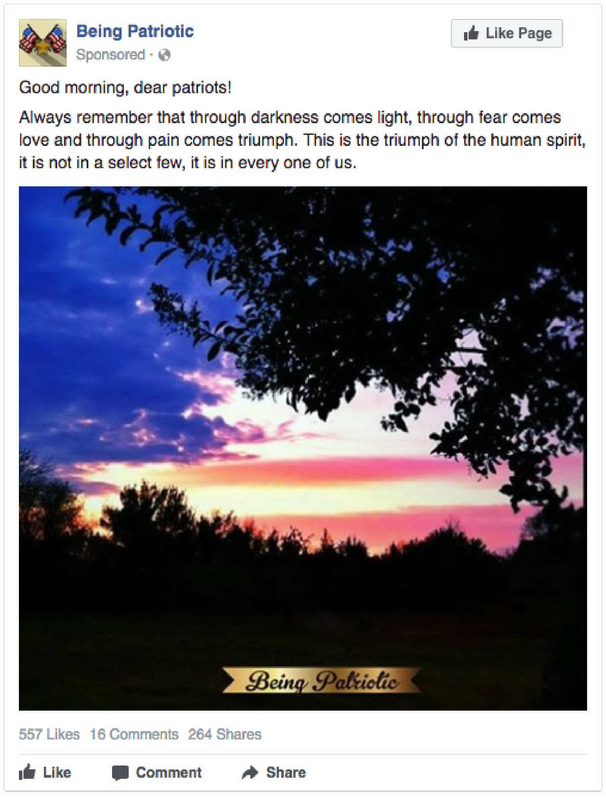 Being Patriotic
Like Page
Sponsored ·
Good morning, dear patriots!
Always remember that through darkness comes light, through fear comes
love and through pain comes triumph. This is the triumph of the human spirit,
it is not in a select few, it is in every one of us.
Being Patriotic
557 Likes 16 Comments 264 Shares
Like Comment Share